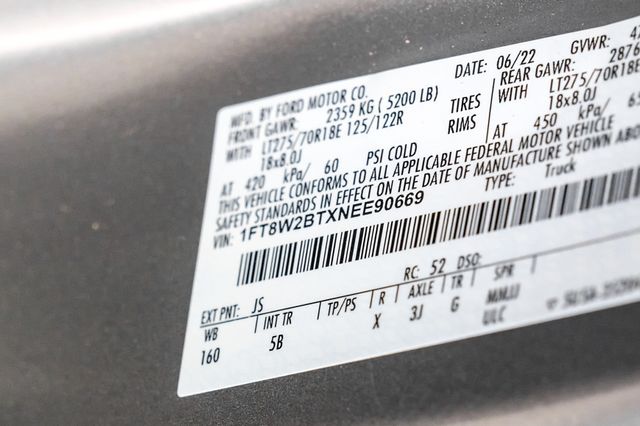 MFD. BY FORD MOTOR CO. DATE: 06/22 GVWR: 47
FRONT GAWR: 2359 KG ( 5200 LB) REAR GAWR: 2876
WITH LT275/70R18E 125/122R TIRES WITH LT275/70R18E
18x8.0J RIMS 18x8.0J
AT 420 kPa/ 60 PSI COLD AT 450 kPa/ 65
THIS VEHICLE CONFORMS TO ALL APPLICABLE FEDERAL MOTOR VEHICLE
SAFETY STANDARDS IN EFFECT ON THE DATE OF MANUFACTURE SHOWN ABO
VIN: 1FT8W2BTXNEE90669 TYPE: Truck
EXT PNT: JS RC: 52 DSO:
WB INT TR TP/PS R AXLE TR SPR
160 5B X 3J G